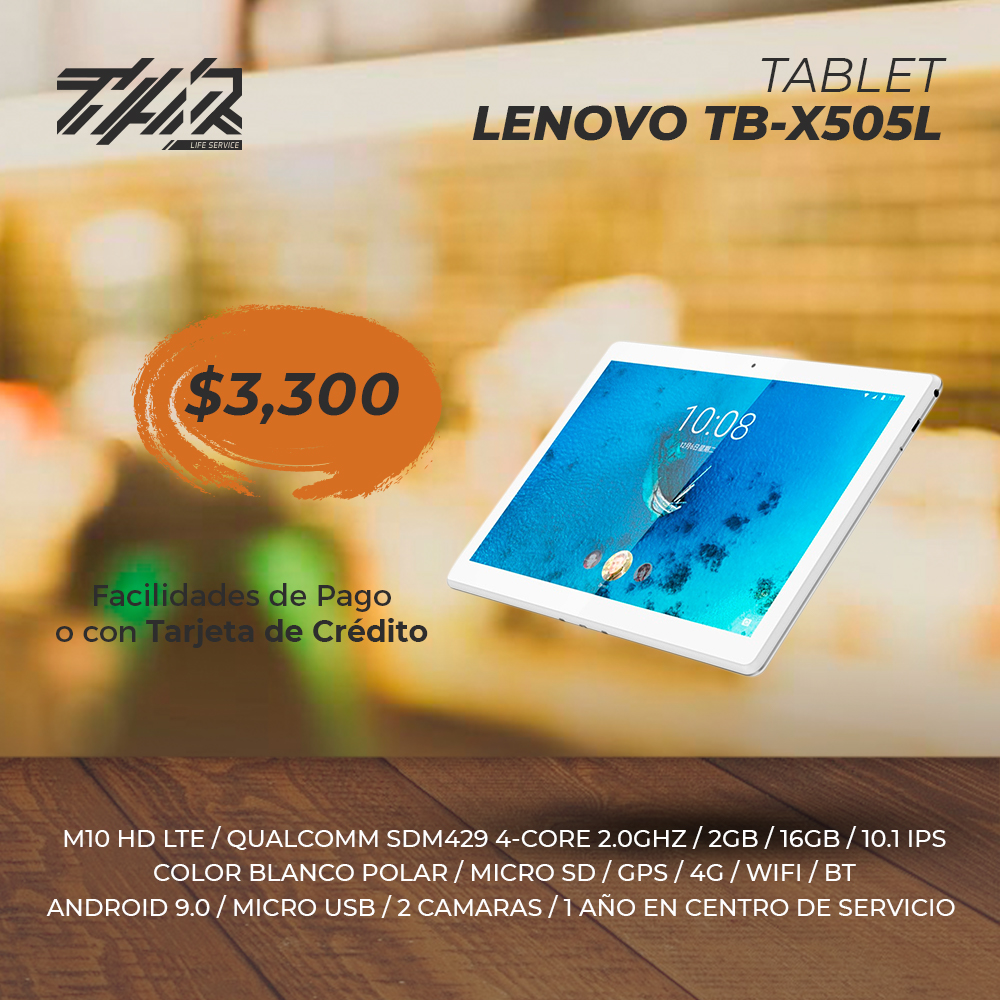 THR
LIFE SERVICE
TABLET
LENOVO TB-X505L
$3,300
10:08
Facilidades de Pago
o con Tarjeta de Crédito
M10 HD LTE / QUALCOMM SDM429 4-CORE 2.0GHZ / 2GB / 16GB / 10.1 IPS
COLOR BLANCO POLAR / MICRO SD / GPS / 4G / WIFI / BT
ANDROID 9.0 / MICRO USB / 2 CAMARAS / 1 AÑO EN CENTRO DE SERVICIO